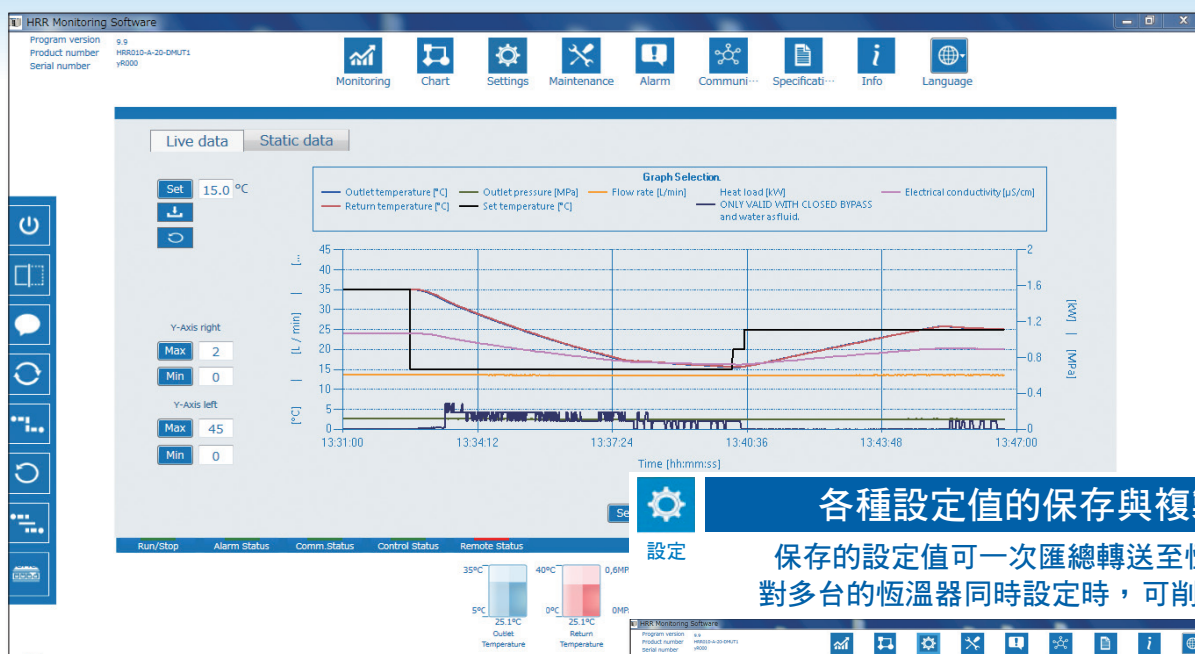 HRR Monitoring Software
Program version 9.9
Product number HRR010-A-20-DMUT1
Serial number yR000
Monitoring Chart Settings Maintenance Alarm Communi··· Specificati··· Info Language
Live data Static data
Set 15.0 °C
Graph Selection.
Outlet temperature [°C] Outlet pressure [MPa] Flow rate [L/min] Heat load [kW] Electrical conductivity [µS/cm]
Return temperature [°C] Set temperature [°C] ONLY VALID WITH CLOSED BYPASS
and water as fluid.
Y-Axis right
Max 2
Min 0
Y-Axis left
Max 45
Min 0
[°C] | [L / min] | [...
45
40
35
30
25
20
15
10
5
0
2
1.6
1.2
0.8
0.4
0
[kW] | [MPa]
13:31:00 13:34:12 13:37:24 13:40:36 13:43:48 13:47:00
Time [hh:mm:ss]
Se
Run/Stop Alarm Status Comm.Status Control Status Remote Status
35°C 40°C 0,6MP
5°C 0°C 0MP
25.1°C 25.1°C
Outlet Return
Temperature Temperature
設定
各種設定值的保存與複
保存的設定值可一次匯總轉送至
對多台的恆溫器同時設定時，可削
HRR Monitoring Software
Program version 9.9
Product number HRR010-A-20-DMUT1
Serial number yR000